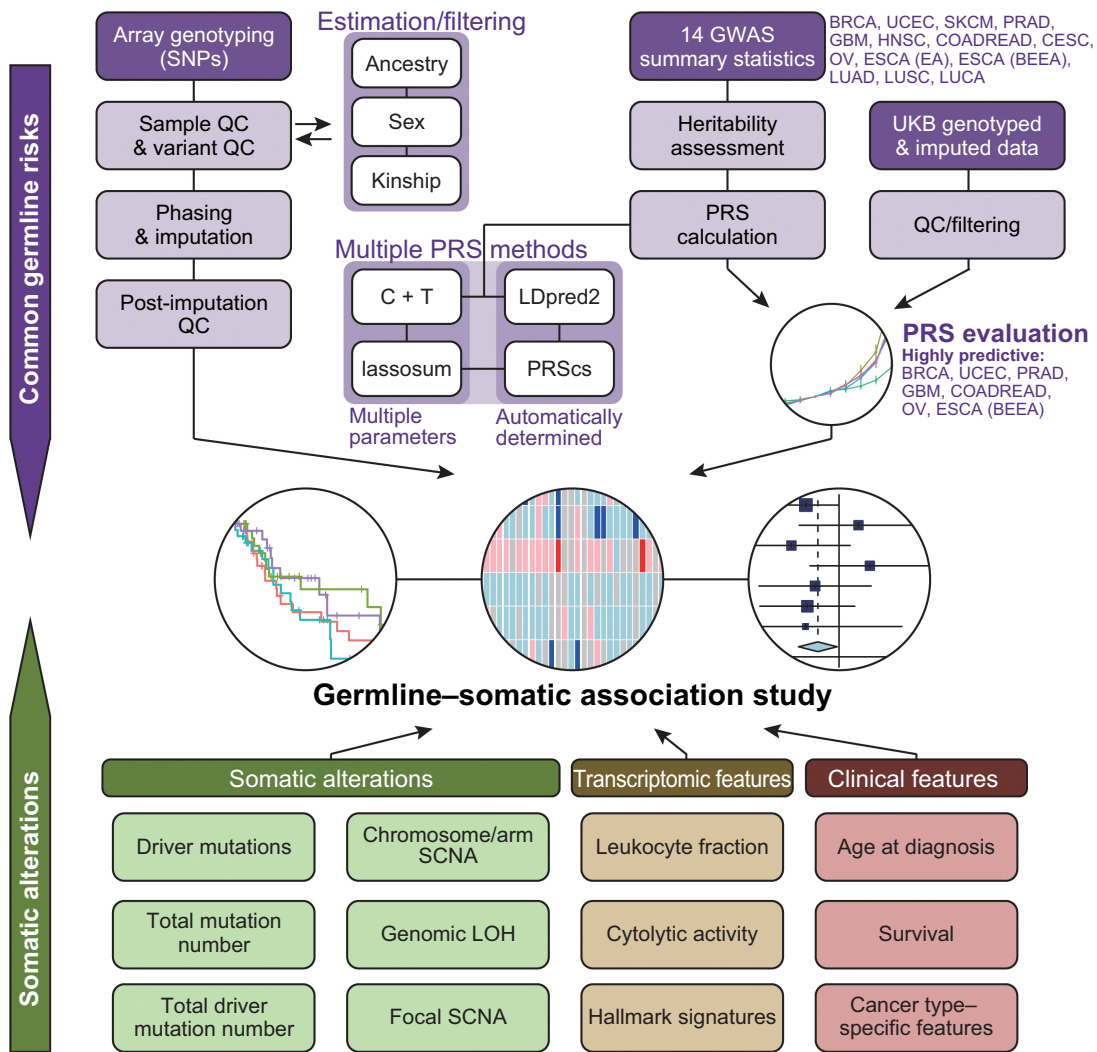 Common germline risks
Array genotyping
(SNPs)
Sample QC
& variant QC
Phasing
& imputation
Post-imputation
QC
Estimation/filtering
Ancestry
Sex
Kinship
14 GWAS
summary statistics
BRCA, UCEC, SKCM, PRAD,
GBM, HNSC, COADREAD, CESC,
OV, ESCA (EA), ESCA (BEEA),
LUAD, LUSC, LUCA
Heritability
assessment
PRS
calculation
UKB genotyped
& imputed data
QC/filtering
Multiple PRS methods
C + T
LDpred2
lassosum
PRScs
Multiple
parameters
Automatically
determined
PRS evaluation
Highly predictive:
BRCA, UCEC, PRAD,
GBM, COADREAD,
OV, ESCA (BEEA)
Germline–somatic association study
Somatic alterations
Somatic alterations
Driver mutations
Chromosome/arm
SCNA
Total mutation
number
Genomic LOH
Total driver
mutation number
Focal SCNA
Transcriptomic features
Leukocyte fraction
Cytolytic activity
Hallmark signatures
Clinical features
Age at diagnosis
Survival
Cancer type–
specific features